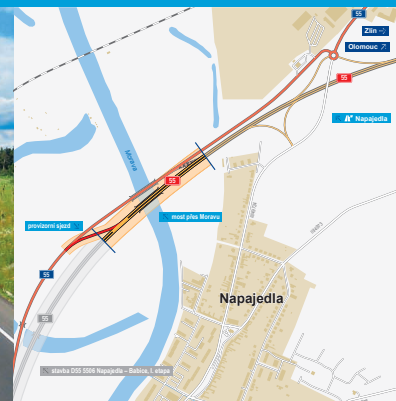 55
Zlín
Olomouc
55
Napajedla
Morava
55
most přes Moravu
provizorní sjezd
55
Napajedla
55
stavba D55 5506 Napajedla – Babice, I. etapa